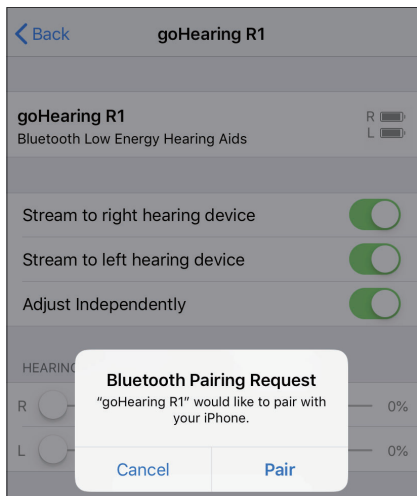 Back
goHearing R1
goHearing R1
Bluetooth Low Energy Hearing Aids
R
L
Stream to right hearing device
Stream to left hearing device
Adjust Independently
HEARING
R
0%
L
0%
Bluetooth Pairing Request
“goHearing R1” would like to pair with
your iPhone.
Cancel
Pair